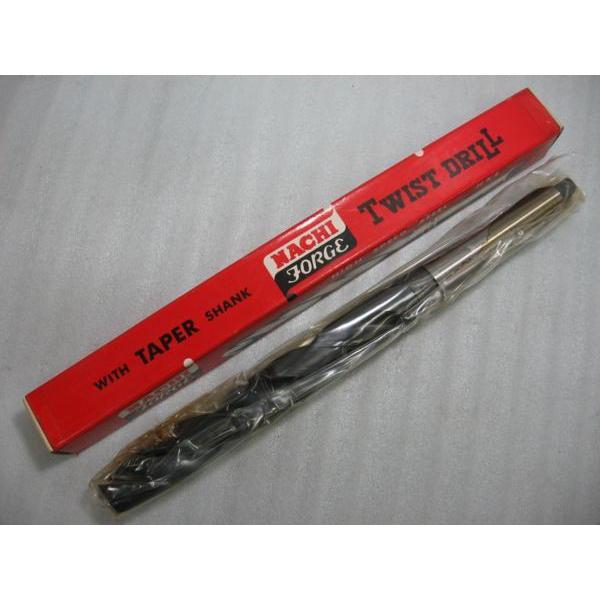 WITH TAPER SHANK
NACHI
FORGE
TWIST DRILL